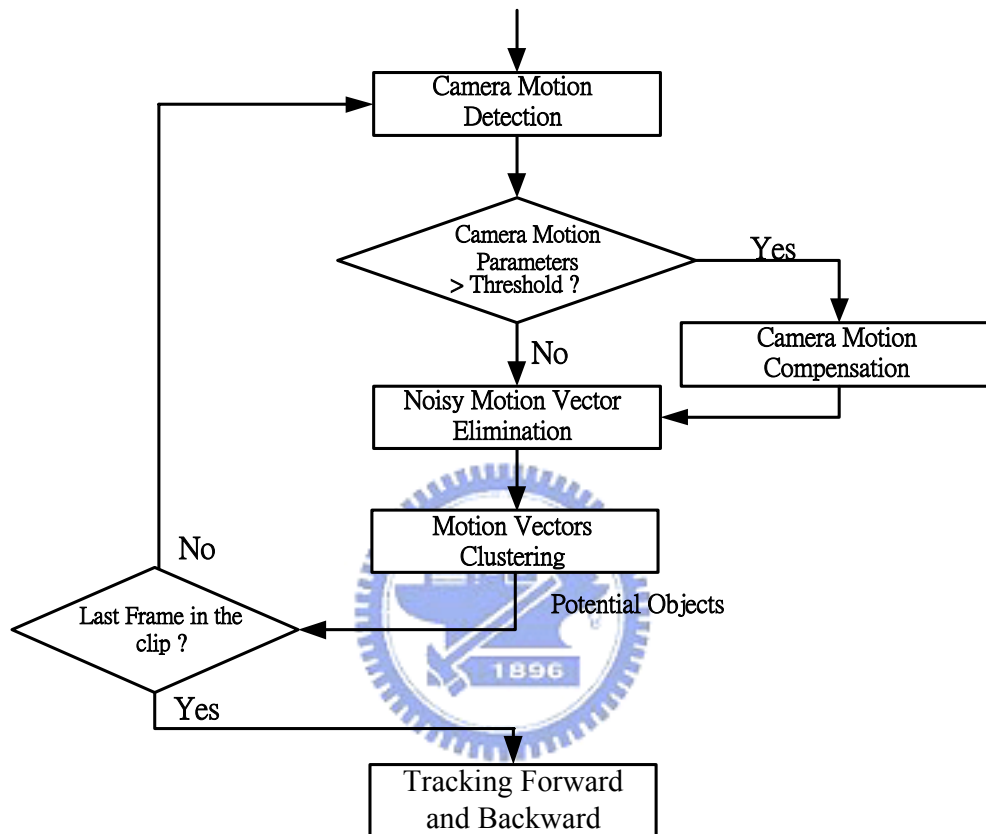 Camera Motion
Detection
Camera Motion
Parameters
> Threshold ?
Yes
Camera Motion
Compensation
No
Noisy Motion Vector
Elimination
Motion Vectors
Clustering
No
Potential Objects
Last Frame in the
clip ?
1896
Yes
Tracking Forward
and Backward